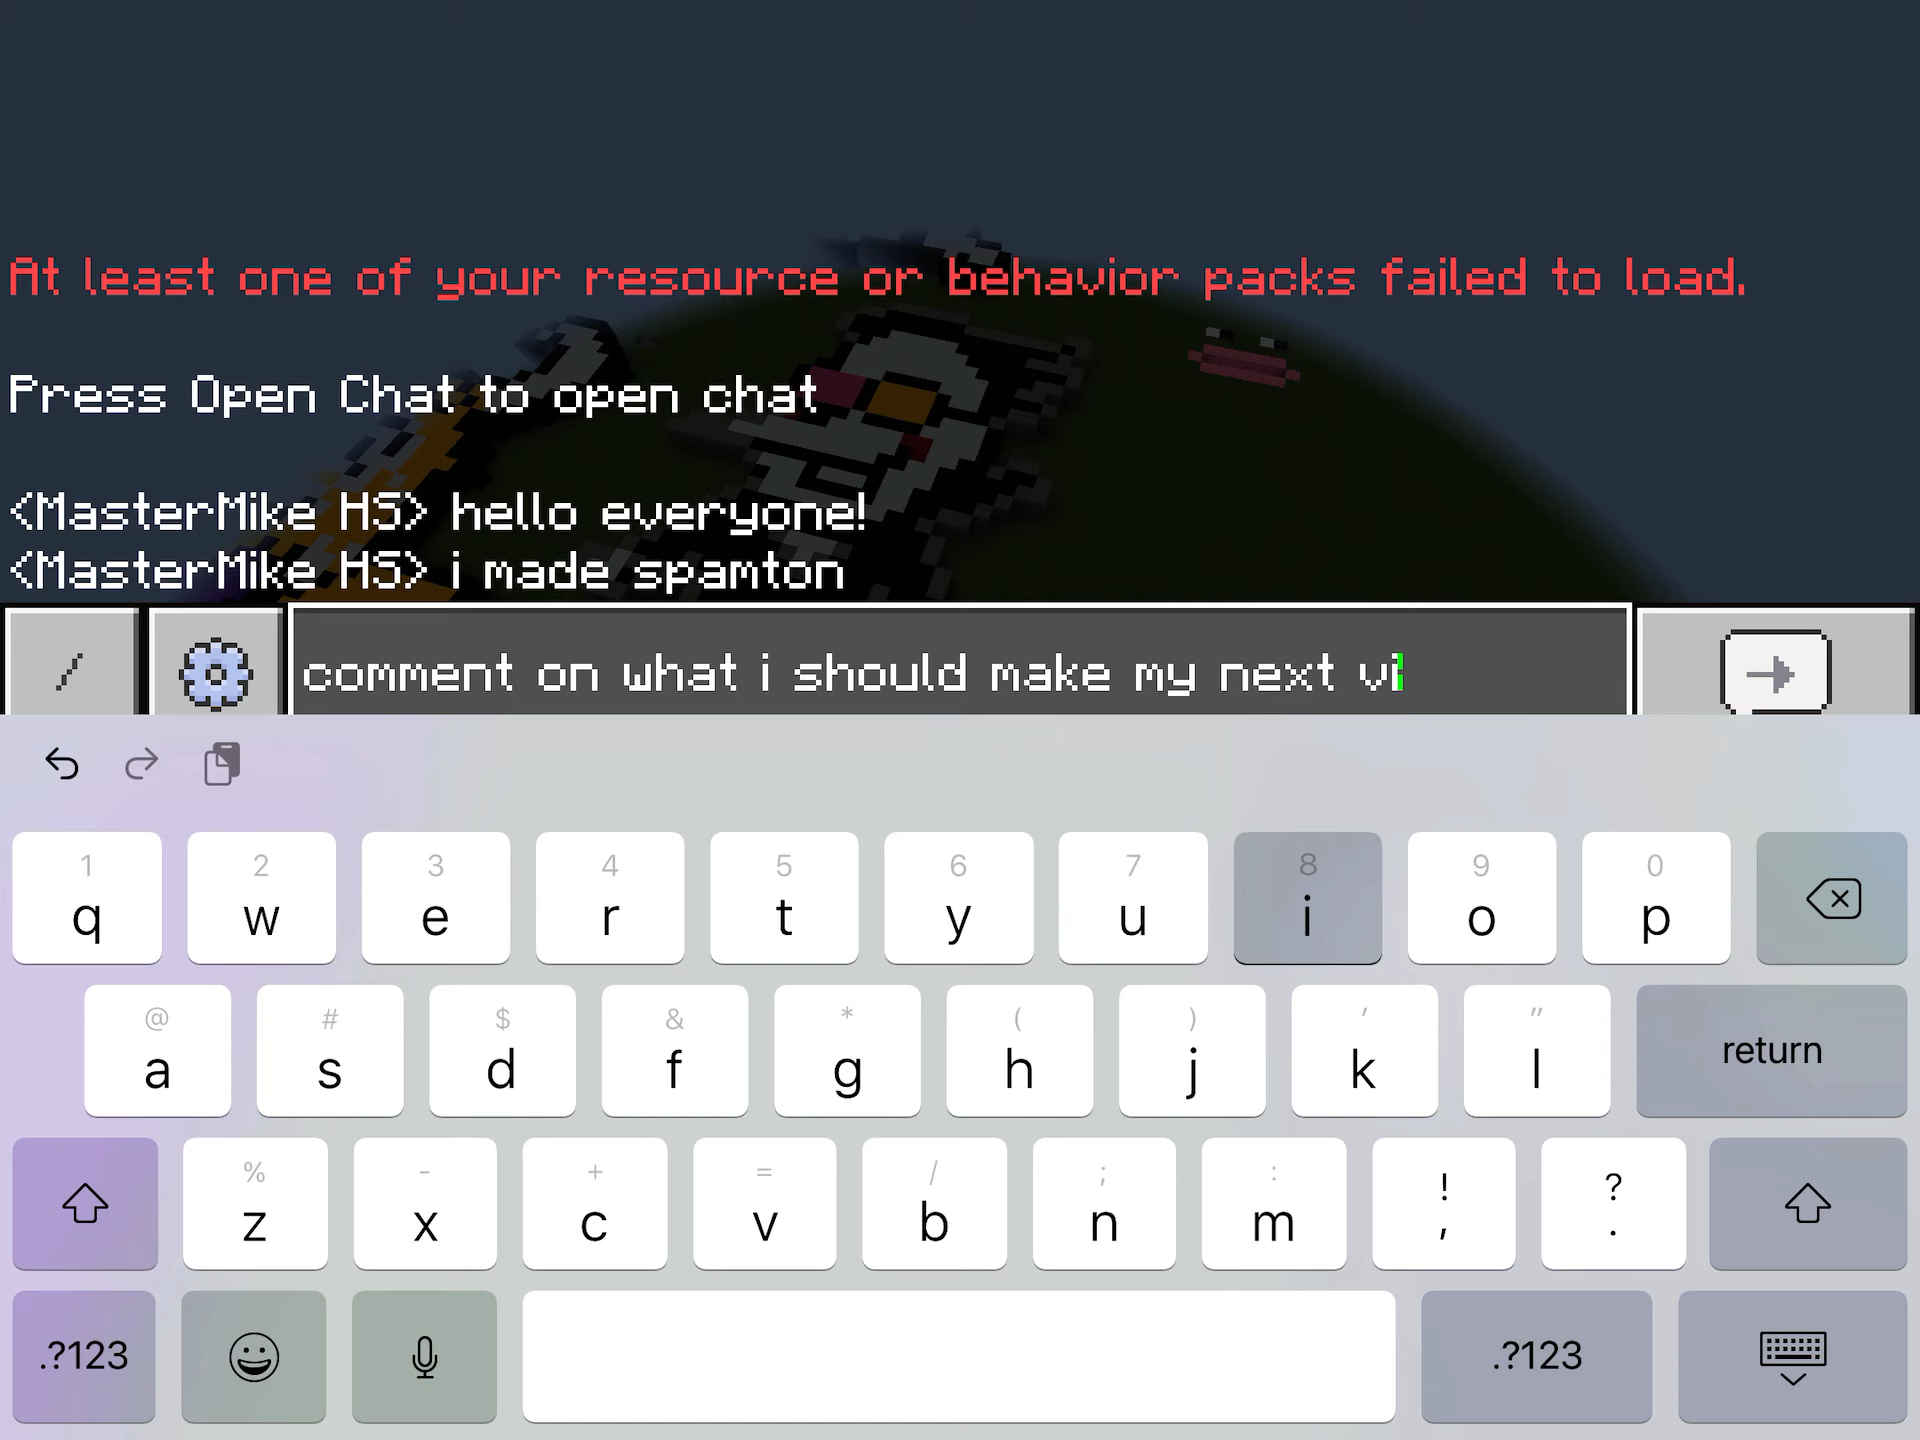 At least one of your resource or behavior packs failed to load.
Press Open Chat to open chat
<MasterMike HS> hello everyone!
<MasterMike HS> i made spamton
/ comment on what i should make my next vi
1 2 3 4 5 6 7 8 9 0
q w e r t y u i o p
@ # $ & * ( ) ' "
a s d f g h j k l return
% - + = / ; : ! ?
z x c v b n m , .
.?123 .?123